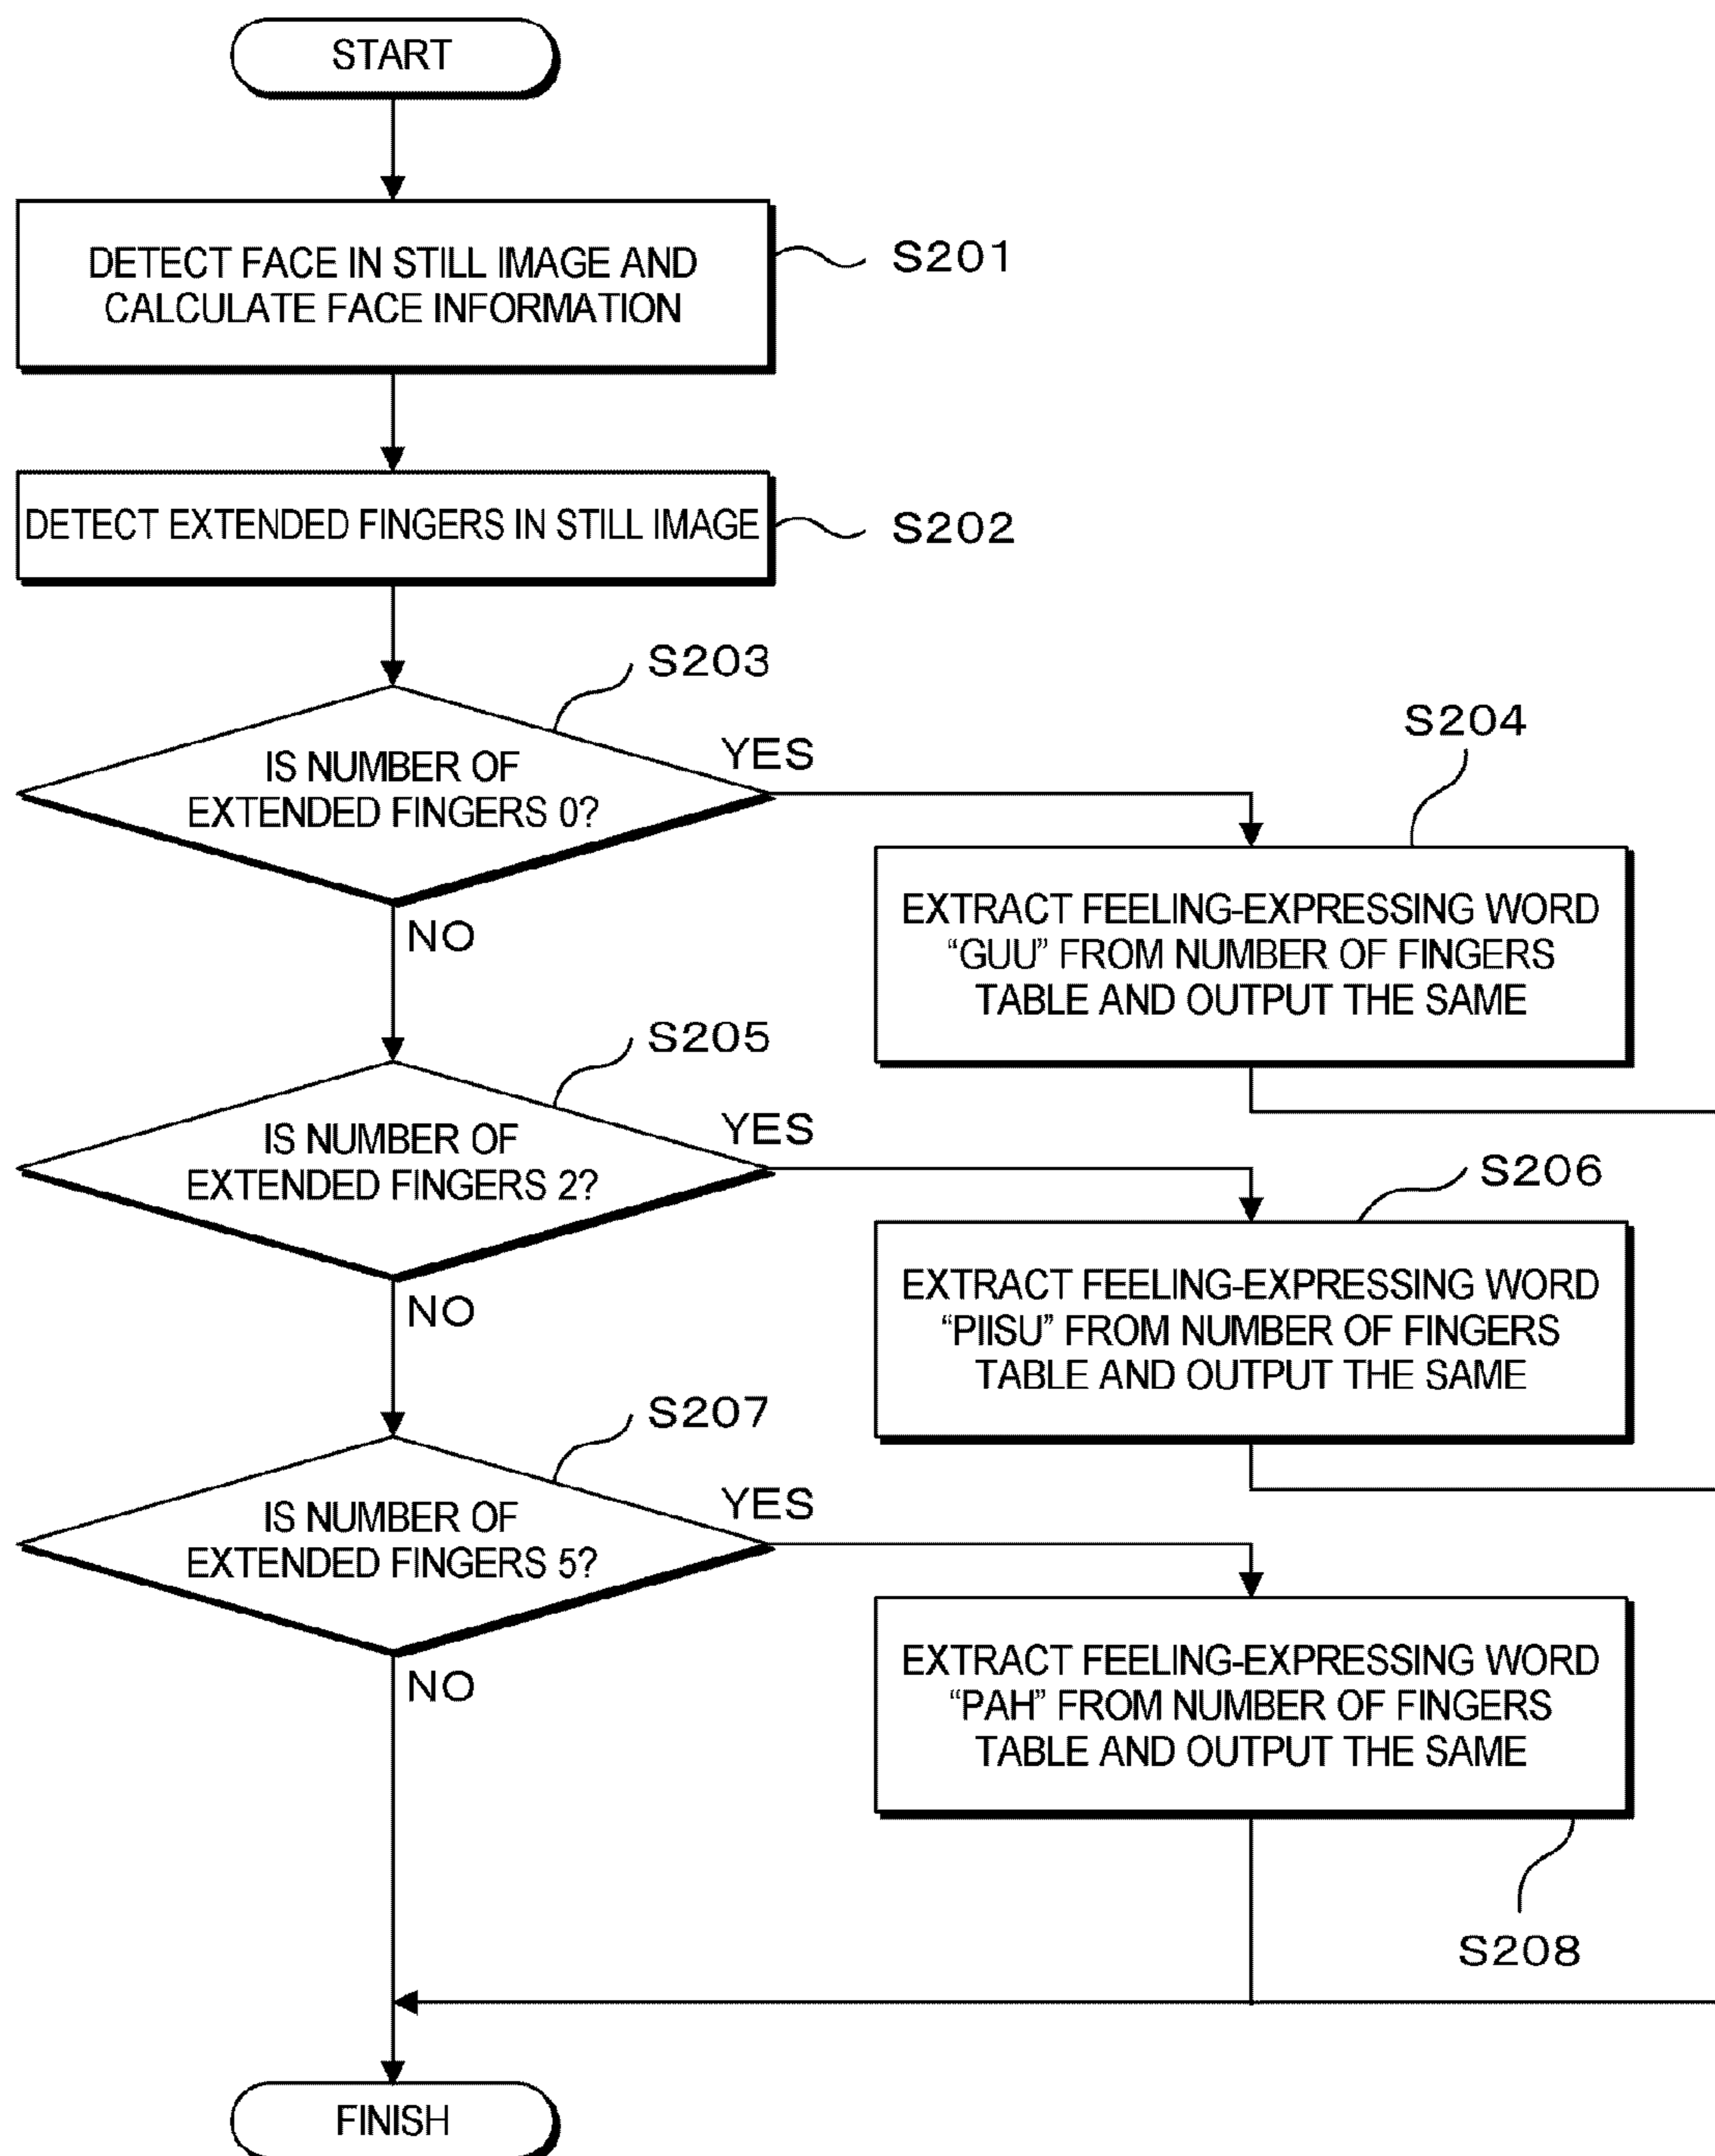 START
DETECT FACE IN STILL IMAGE AND
CALCULATE FACE INFORMATION
S201
DETECT EXTENDED FINGERS IN STILL IMAGE
S202
S203
IS NUMBER OF
EXTENDED FINGERS 0?
YES
NO
S204
EXTRACT FEELING-EXPRESSING WORD
“GUU” FROM NUMBER OF FINGERS
TABLE AND OUTPUT THE SAME
S205
IS NUMBER OF
EXTENDED FINGERS 2?
YES
NO
S206
EXTRACT FEELING-EXPRESSING WORD
“PIISU” FROM NUMBER OF FINGERS
TABLE AND OUTPUT THE SAME
S207
IS NUMBER OF
EXTENDED FINGERS 5?
YES
NO
EXTRACT FEELING-EXPRESSING WORD
“PAH” FROM NUMBER OF FINGERS
TABLE AND OUTPUT THE SAME
S208
FINISH